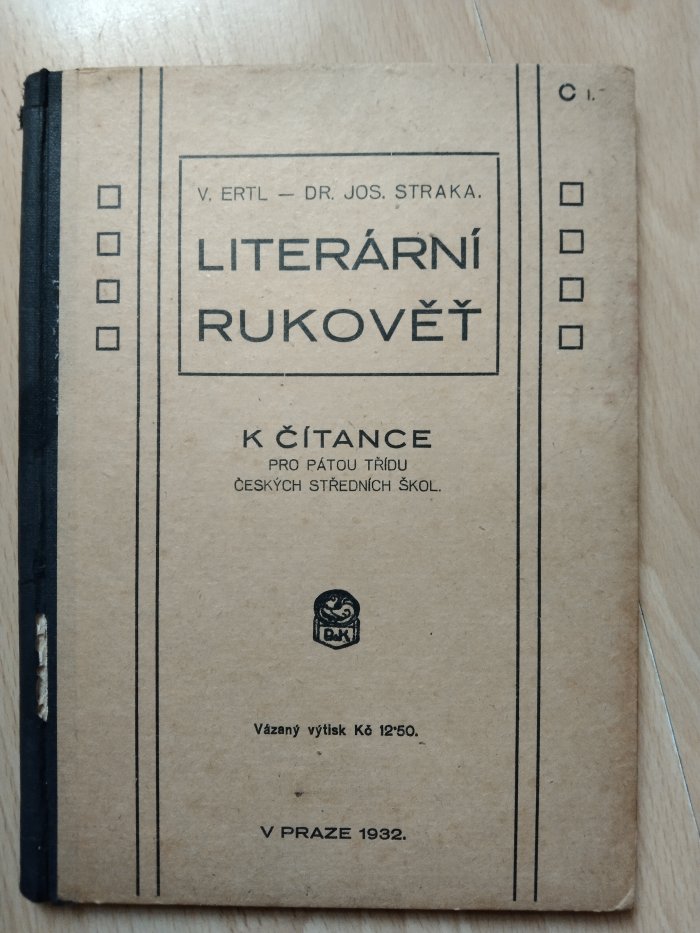 C I.
V. ERTL — DR. JOS. STRAKA.
LITERÁRNÍ
RUKOVĚŤ
K ČÍTANCE
PRO PÁTOU TŘÍDU
ČESKÝCH STŘEDNÍCH ŠKOL.
D&K
Vázaný výtisk Kč 12·50.
V PRAZE 1932.